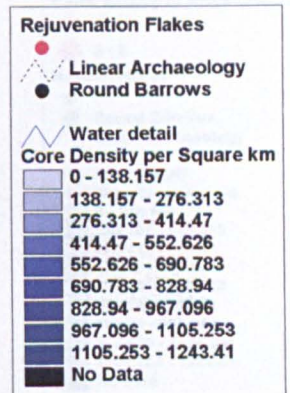 Rejuvenation Flakes
Linear Archaeology
Round Barrows
Water detail
Core Density per Square km
0 - 138.157
138.157 - 276.313
276.313 - 414.47
414.47 - 552.626
552.626 - 690.783
690.783 - 828.94
828.94 - 967.096
967.096 - 1105.253
1105.253 - 1243.41
No Data